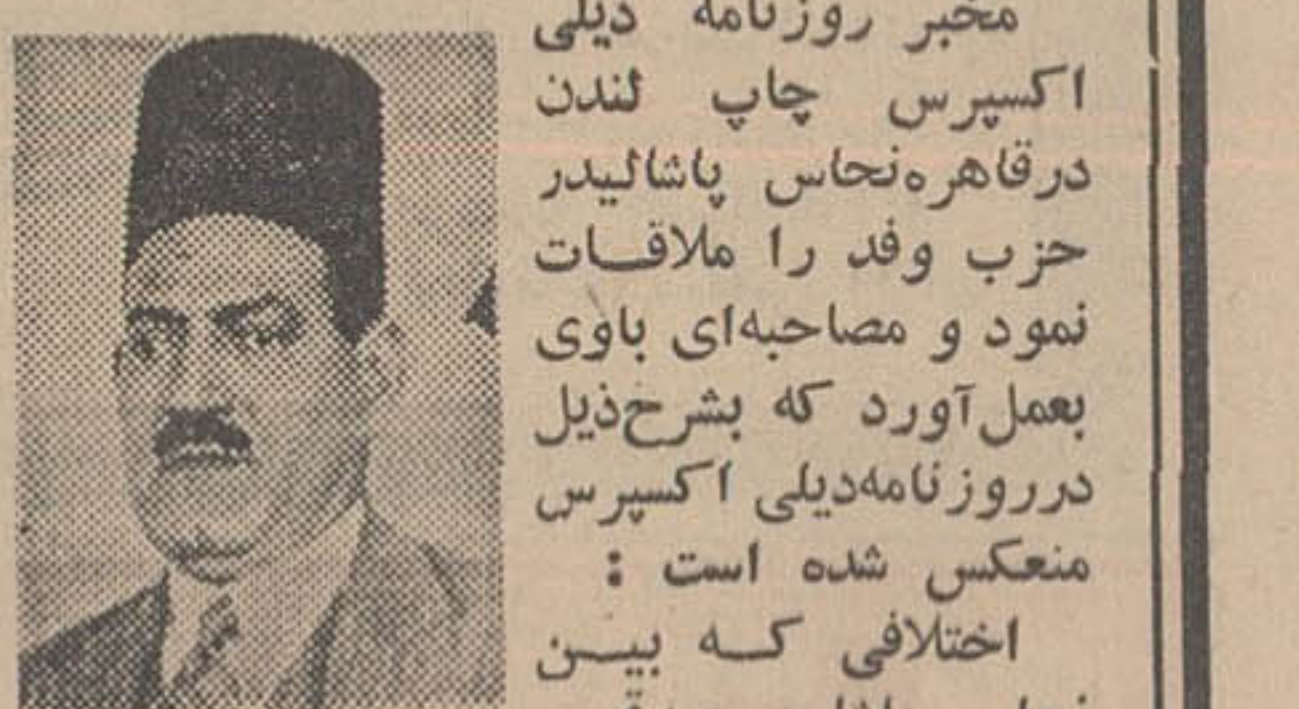 مخبر روزنامه دیلی
اکسپرس چاپ لندن
درقاهره‌نحاس پاشالیدر
حزب وفد را ملاقات
نمود و مصاحبه‌ای باوی
بعمل‌آورد که بشرح‌ذیل
درروزنامه‌دیلی اکسپرس
منعکس شده است :
اختلافی که بین